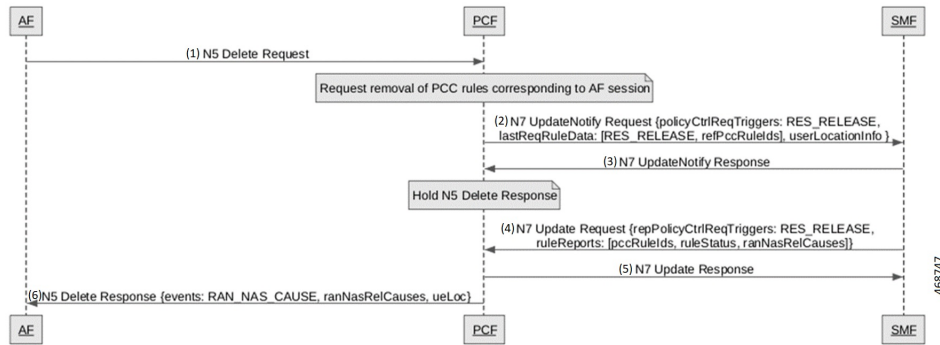 AF PCF SMF
(1) N5 Delete Request
Request removal of PCC rules corresponding to AF session
(2) N7 UpdateNotify Request {policyCtrlReqTriggers: RES_RELEASE,
lastReqRuleData: [RES_RELEASE, refPccRuleIds], userLocationInfo }
(3) N7 UpdateNotify Response
Hold N5 Delete Response
(4) N7 Update Request {repPolicyCtrlReqTriggers: RES_RELEASE,
ruleReports: [pccRuleIds, ruleStatus, ranNasRelCauses]}
(5) N7 Update Response
(6)N5 Delete Response {events: RAN_NAS_CAUSE, ranNasRelCauses, ueLoc}
AF PCF SMF
468747